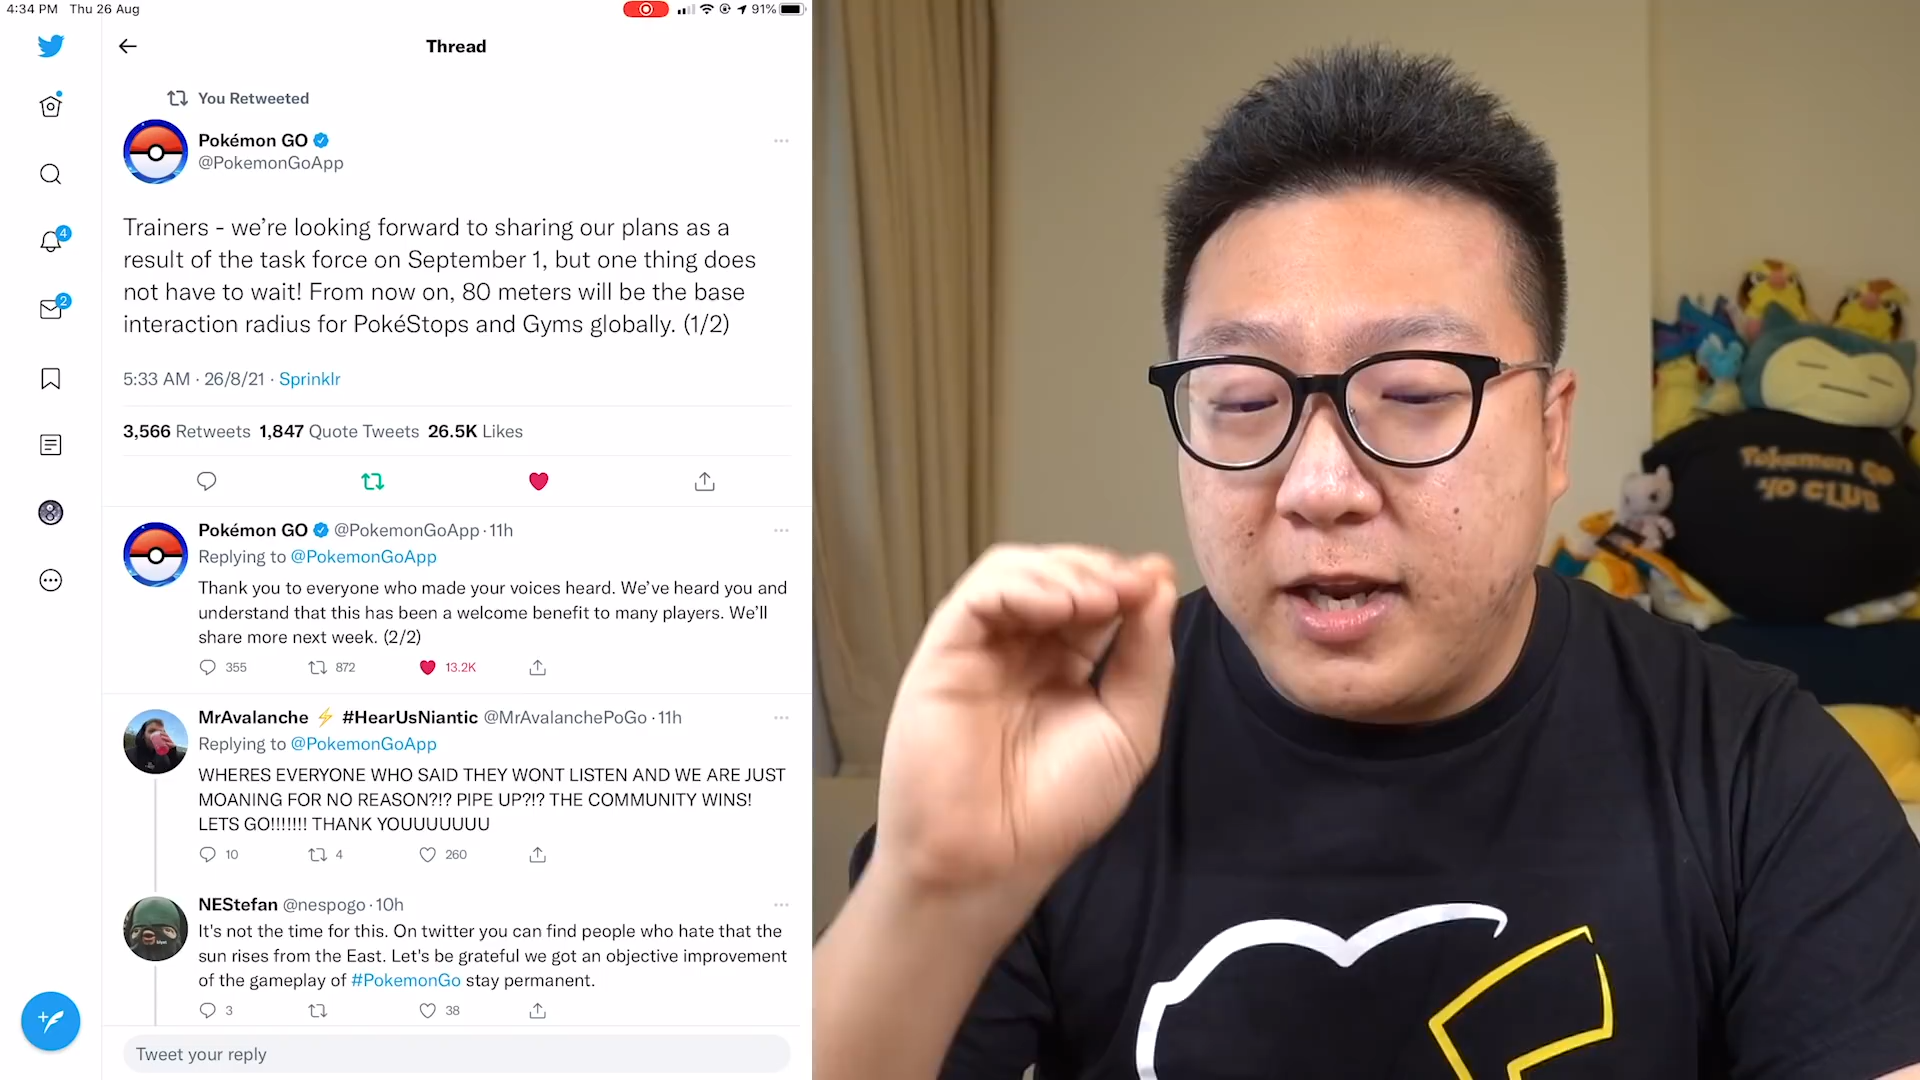 4:34 PM Thu 26 Aug
91%
Thread
You Retweeted
Pokémon GO
@PokemonGoApp
Trainers - we’re looking forward to sharing our plans as a
result of the task force on September 1, but one thing does
not have to wait! From now on, 80 meters will be the base
interaction radius for PokéStops and Gyms globally. (1/2)
5:33 AM · 26/8/21 · Sprinklr
3,566 Retweets 1,847 Quote Tweets 26.5K Likes
4
2
Pokémon GO @PokemonGoApp · 11h
Replying to @PokemonGoApp
Thank you to everyone who made your voices heard. We’ve heard you and
understand that this has been a welcome benefit to many players. We’ll
share more next week. (2/2)
355 872 13.2K
MrAvalanche ⚡ #HearUsNiantic @MrAvalanchePoGo · 11h
Replying to @PokemonGoApp
WHERES EVERYONE WHO SAID THEY WONT LISTEN AND WE ARE JUST
MOANING FOR NO REASON?!? PIPE UP?!? THE COMMUNITY WINS!
LETS GO!!!!!!! THANK YOUUUUUUU
10 4 260
NEStefan @nespogo · 10h
It's not the time for this. On twitter you can find people who hate that the
sun rises from the East. Let's be grateful we got an objective improvement
of the gameplay of #PokemonGo stay permanent.
3 38
Tweet your reply
Pokemon Go
40 CLUB